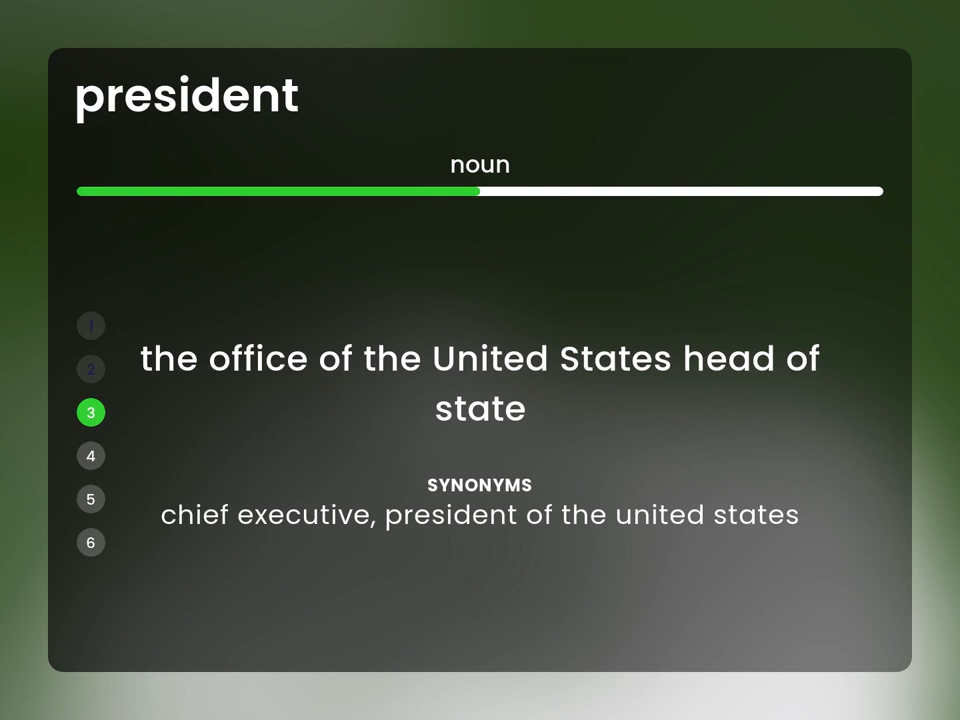 president
noun
1
2
3
4
5
6
the office of the United States head of
state
SYNONYMS
chief executive, president of the united states